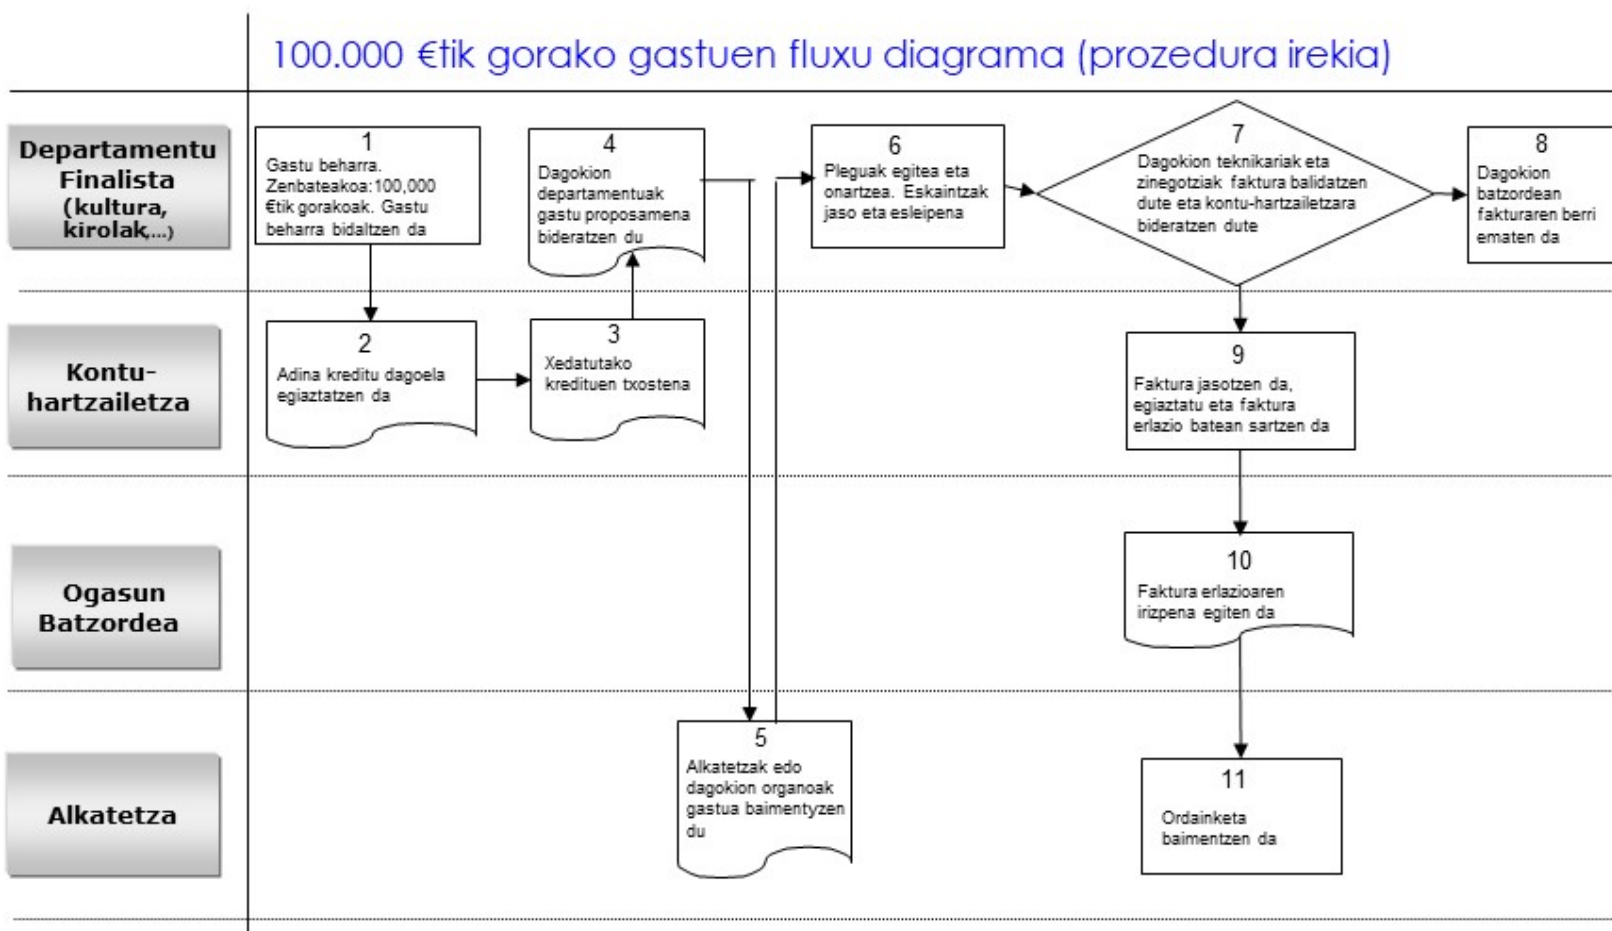 100.000 €tik gorako gastuen fluxu diagrama (prozedura irekia)
Departamentu
Finalista
(kultura,
kirolak,...)
1
Gastu beharra.
Zenbateakoa:100,000
€tik gorakoak. Gastu
beharra bidaltzen da
4
Dagokion
departamentuak
gastu proposamena
bideratzen du
6
Pleguak egitea eta
onartzea. Eskaintzak
jaso eta esleipena
7
Dagokion teknikariak eta
zinegotziak faktura balidatzen
dute eta kontu-hartzailetzara
bideratzen dute
8
Dagokion
batzordean
fakturaren berri
ematen da
Kontu-
hartzailetza
2
Adina kreditu dagoela
egiaztatzen da
3
Xedatutako
kredituen txostena
9
Faktura jasotzen da,
egiaztatu eta faktura
erlazio batean sartzen da
Ogasun
Batzordea
10
Faktura erlazioaren
irizpena egiten da
Alkatetza
5
Alkatetzak edo
dagokion organoak
gastua baimentyzen
du
11
Ordainketa
baimentzen da